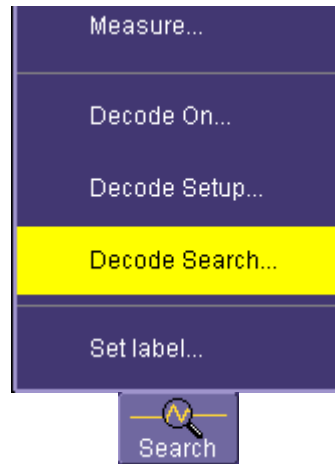 Measure...
Decode On...
Decode Setup...
Decode Search...
Set label...
Search